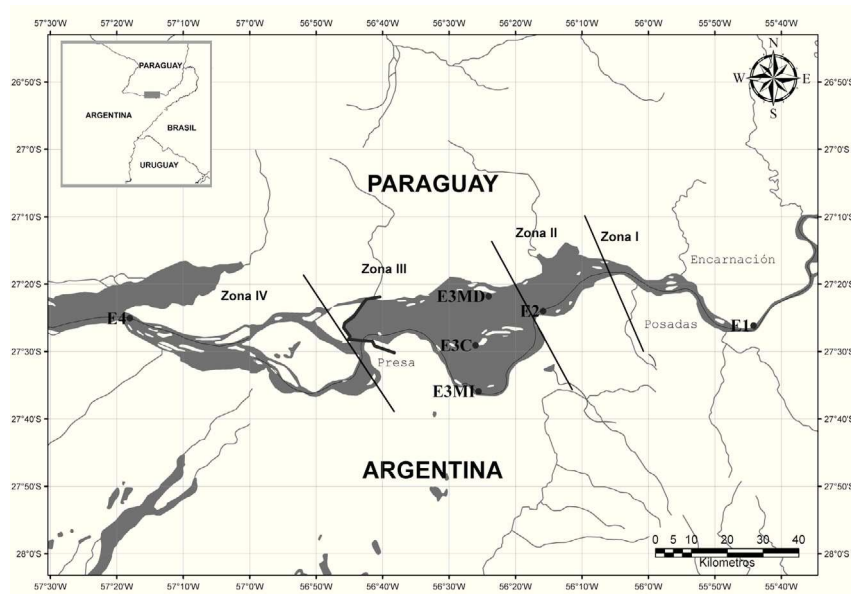 57°30'W 57°20'W 57°10'W 57°0'W 56°50'W 56°40'W 56°30'W 56°20'W 56°10'W 56°0'W 55°50'W 55°40'W
PARAGUAY
ARGENTINA
BRASIL
URUGUAY
N
W E
S
26°50'S
27°0'S
27°10'S
27°20'S
27°30'S
27°40'S
27°50'S
28°0'S
26°50'S
27°0'S
27°10'S
27°20'S
27°30'S
27°40'S
27°50'S
28°0'S
PARAGUAY
Zona II
Zona I
Encarnación
Zona III
Zona IV
E3MD
E2
E4
Posadas
E1
E3C
Presa
E3MI
ARGENTINA
0 5 10 20 30 40
Kilometros
57°30'W 57°20'W 57°10'W 57°0'W 56°50'W 56°40'W 56°30'W 56°20'W 56°10'W 56°0'W 55°50'W 55°40'W